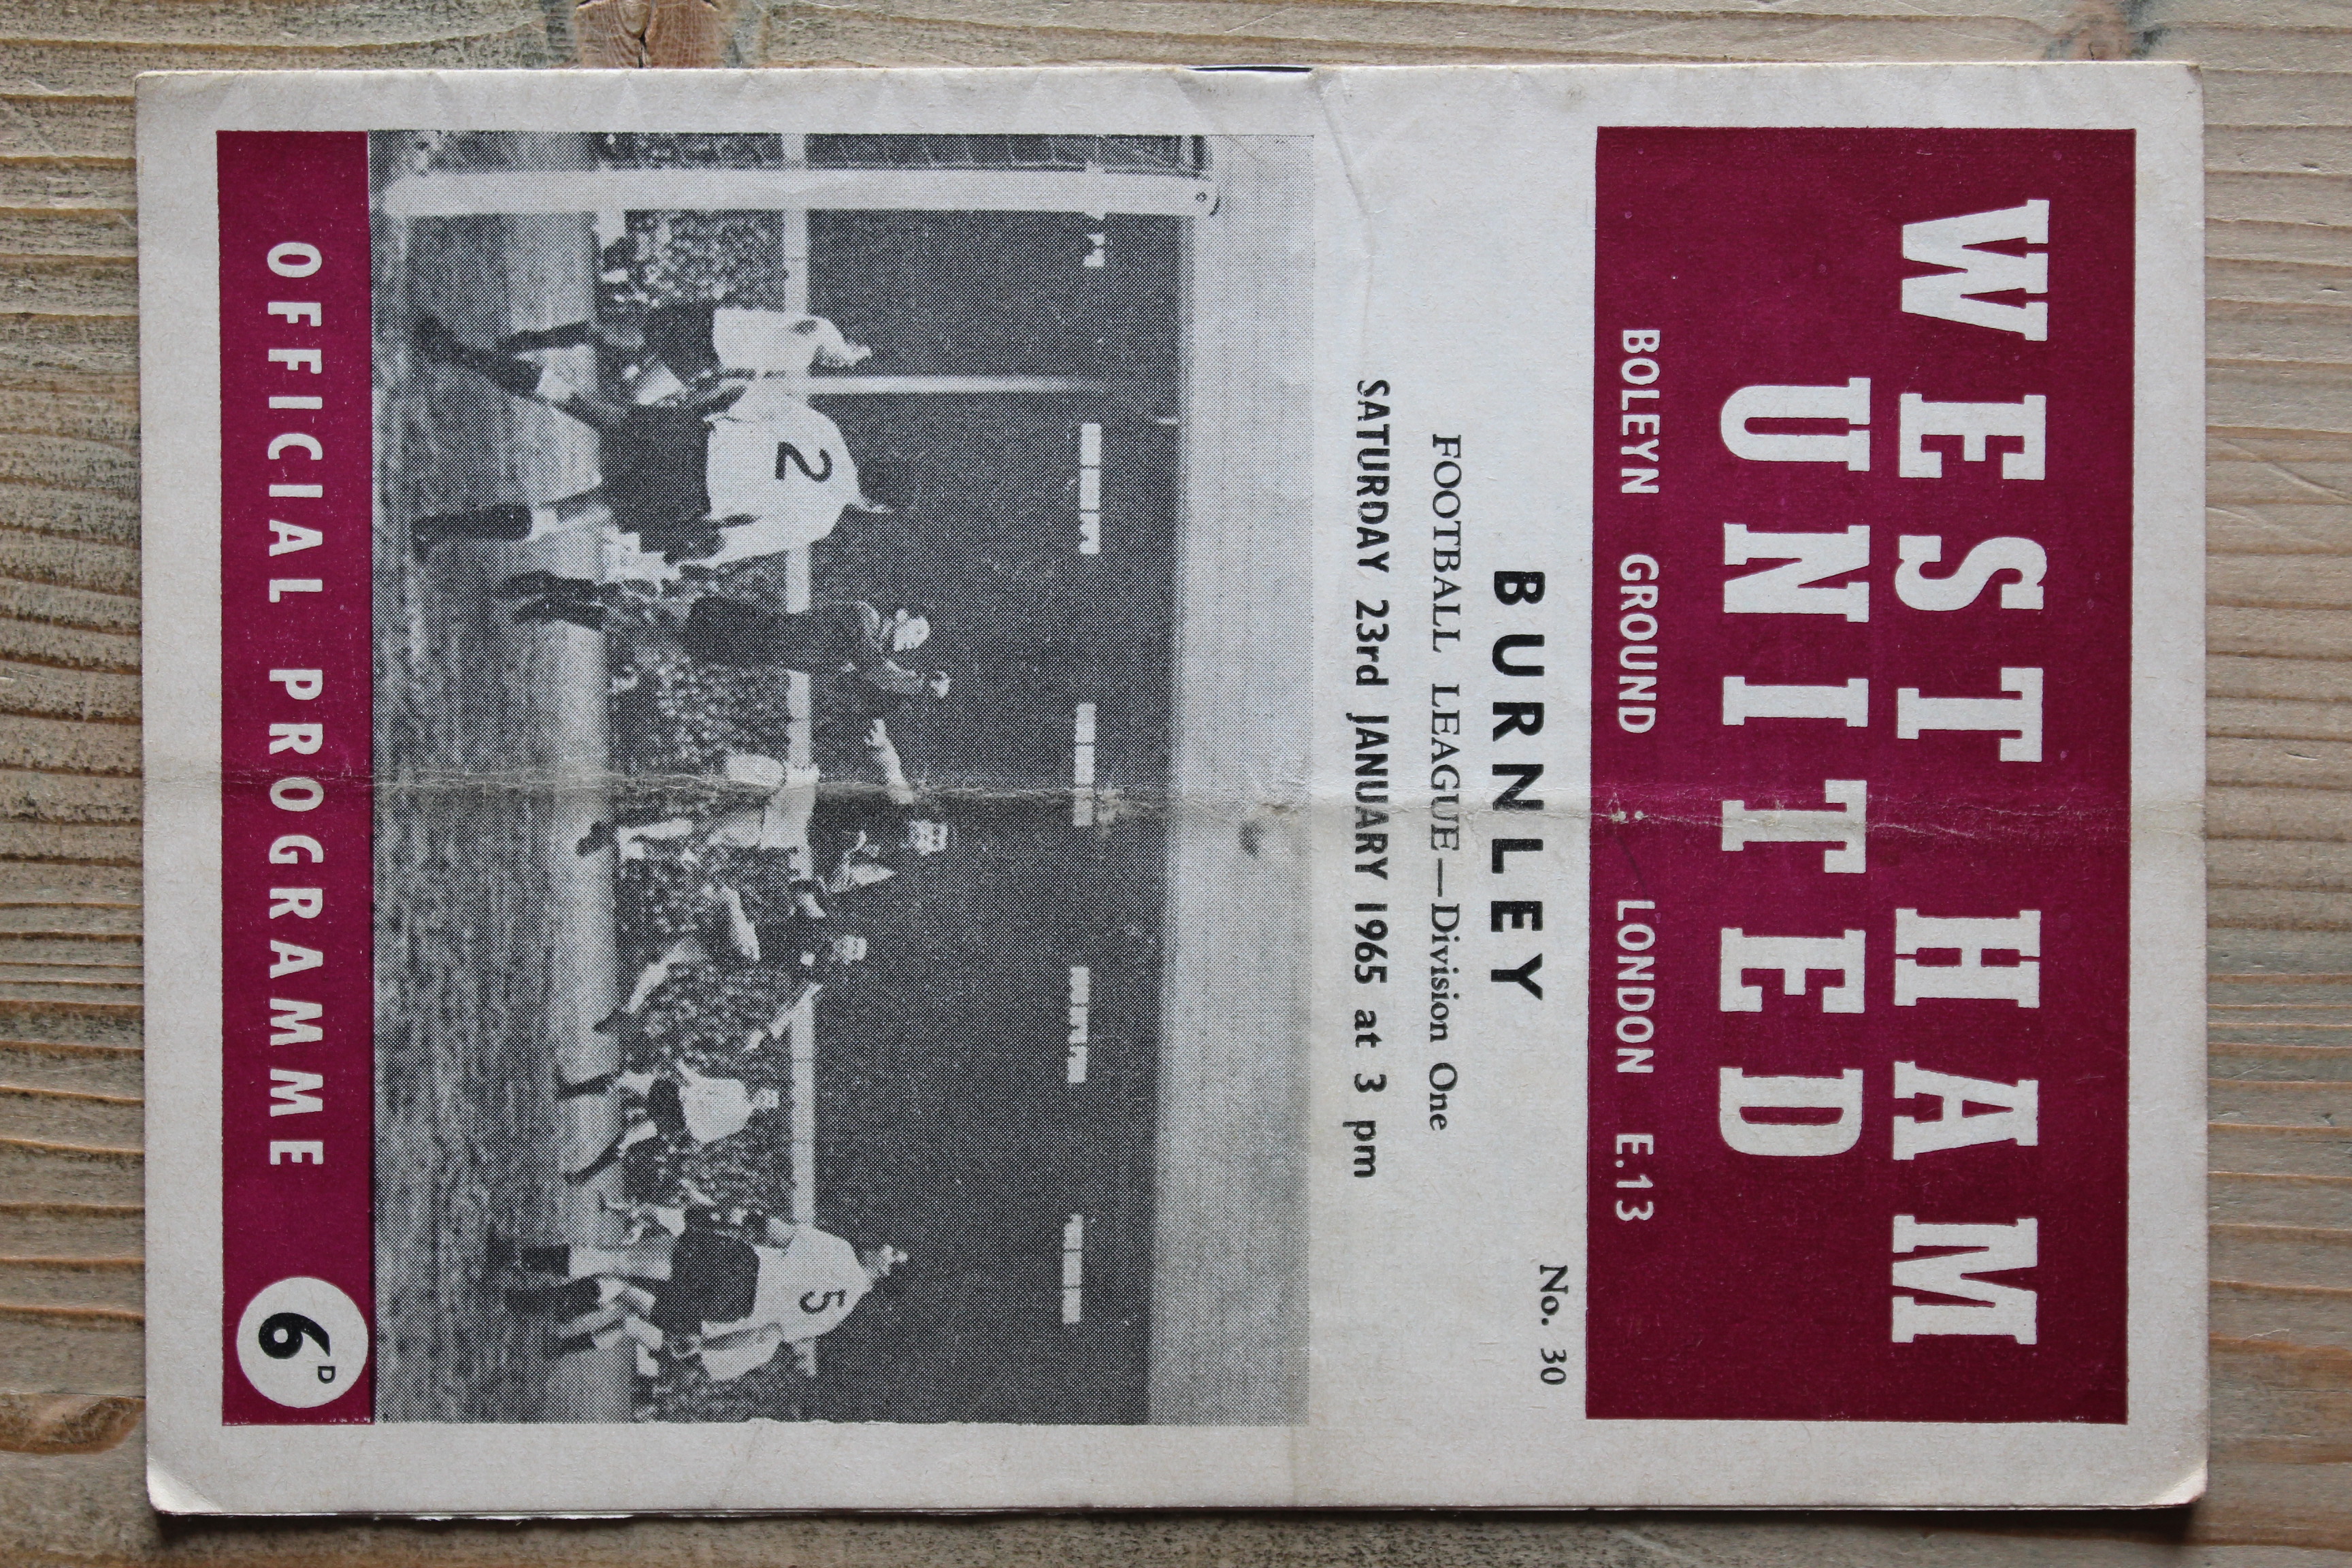 WEST HAM
UNITED
BOLEYN GROUND : LONDON E.13
No. 30
BURNLEY
FOOTBALL LEAGUE—Division One
SATURDAY 23rd JANUARY 1965 at 3 pm
2
5
OFFICIAL PROGRAMME
6D